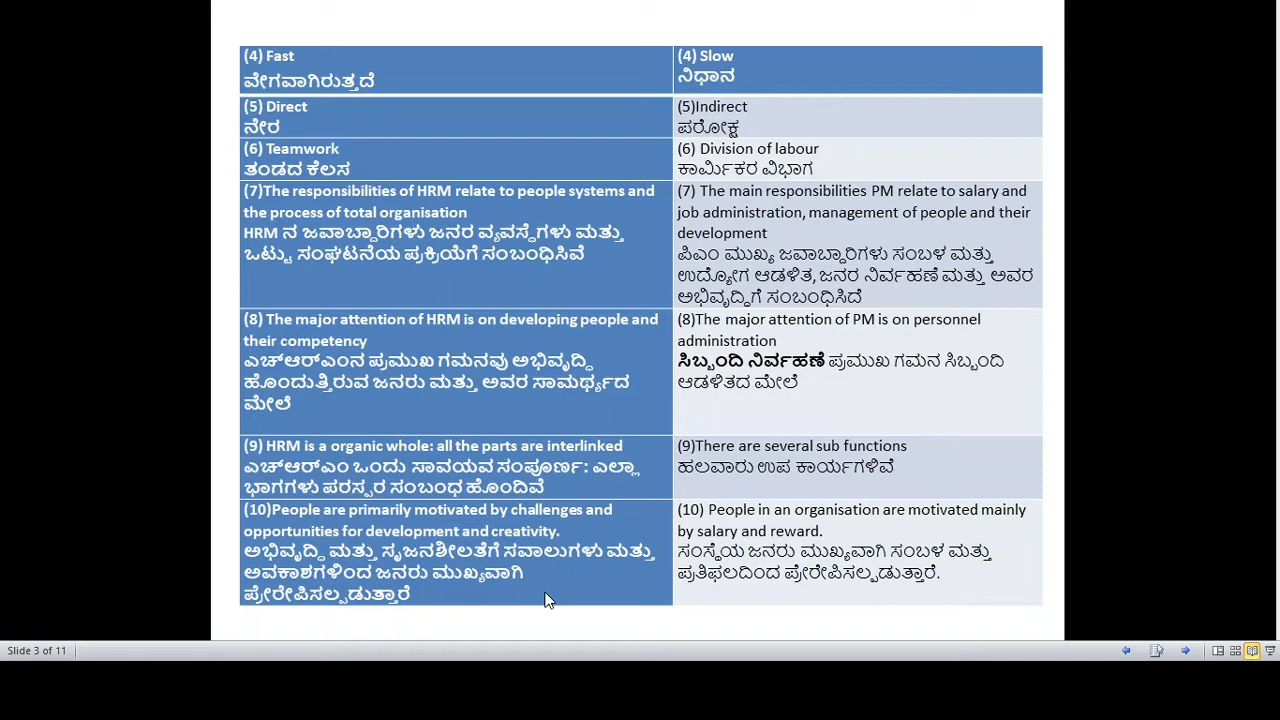 (4) Fast
ವೇಗವಾಗಿರುತ್ತದೆ
(4) Slow
ನಿಧಾನ
(5) Direct
ನೇರ
(5)Indirect
ಪರೋಕ್ಷ
(6) Teamwork
ತಂಡದ ಕೆಲಸ
(6) Division of labour
ಕಾರ್ಮಿಕರ ವಿಭಾಗ
(7)The responsibilities of HRM relate to people systems and
the process of total organisation
HRM ನ ಜವಾಬ್ದಾರಿಗಳು ಜನರ ವ್ಯವಸ್ಥೆಗಳು ಮತ್ತು
ಒಟ್ಟು ಸಂಘಟನೆಯ ಪ್ರಕ್ರಿಯೆಗೆ ಸಂಬಂಧಿಸಿವೆ
(7) The main responsibilities PM relate to salary and
job administration, management of people and their
development
ಪಿಎಂ ಮುಖ್ಯ ಜವಾಬ್ದಾರಿಗಳು ಸಂಬಳ ಮತ್ತು
ಉದ್ಯೋಗ ಆಡಳಿತ, ಜನರ ನಿರ್ವಹಣೆ ಮತ್ತು ಅವರ
ಅಭಿವೃದ್ಧಿಗೆ ಸಂಬಂಧಿಸಿದೆ
(8) The major attention of HRM is on developing people and
their competency
ಎಚ್ಆರ್ಎಂನ ಪ್ರಮುಖ ಗಮನವು ಅಭಿವೃದ್ಧಿ
ಹೊಂದುತ್ತಿರುವ ಜನರು ಮತ್ತು ಅವರ ಸಾಮರ್ಥ್ಯದ
ಮೇಲೆ
(8)The major attention of PM is on personnel
administration
ಸಿಬ್ಬಂದಿ ನಿರ್ವಹಣೆ ಪ್ರಮುಖ ಗಮನ ಸಿಬ್ಬಂದಿ
ಆಡಳಿತದ ಮೇಲೆ
(9) HRM is a organic whole: all the parts are interlinked
ಎಚ್ಆರ್ಎಂ ಒಂದು ಸಾವಯವ ಸಂಪೂರ್ಣ: ಎಲ್ಲಾ
ಭಾಗಗಳು ಪರಸ್ಪರ ಸಂಬಂಧ ಹೊಂದಿವೆ
(9)There are several sub functions
ಹಲವಾರು ಉಪ ಕಾರ್ಯಗಳಿವೆ
(10)People are primarily motivated by challenges and
opportunities for development and creativity.
ಅಭಿವೃದ್ಧಿ ಮತ್ತು ಸೃಜನಶೀಲತೆಗೆ ಸವಾಲುಗಳು ಮತ್ತು
ಅವಕಾಶಗಳಿಂದ ಜನರು ಮುಖ್ಯವಾಗಿ
ಪ್ರೇರೇಪಿಸಲ್ಪಡುತ್ತಾರೆ
(10) People in an organisation are motivated mainly
by salary and reward.
ಸಂಸ್ಥೆಯ ಜನರು ಮುಖ್ಯವಾಗಿ ಸಂಬಳ ಮತ್ತು
ಪ್ರತಿಫಲದಿಂದ ಪ್ರೇರೇಪಿಸಲ್ಪಡುತ್ತಾರೆ.
Slide 3 of 11